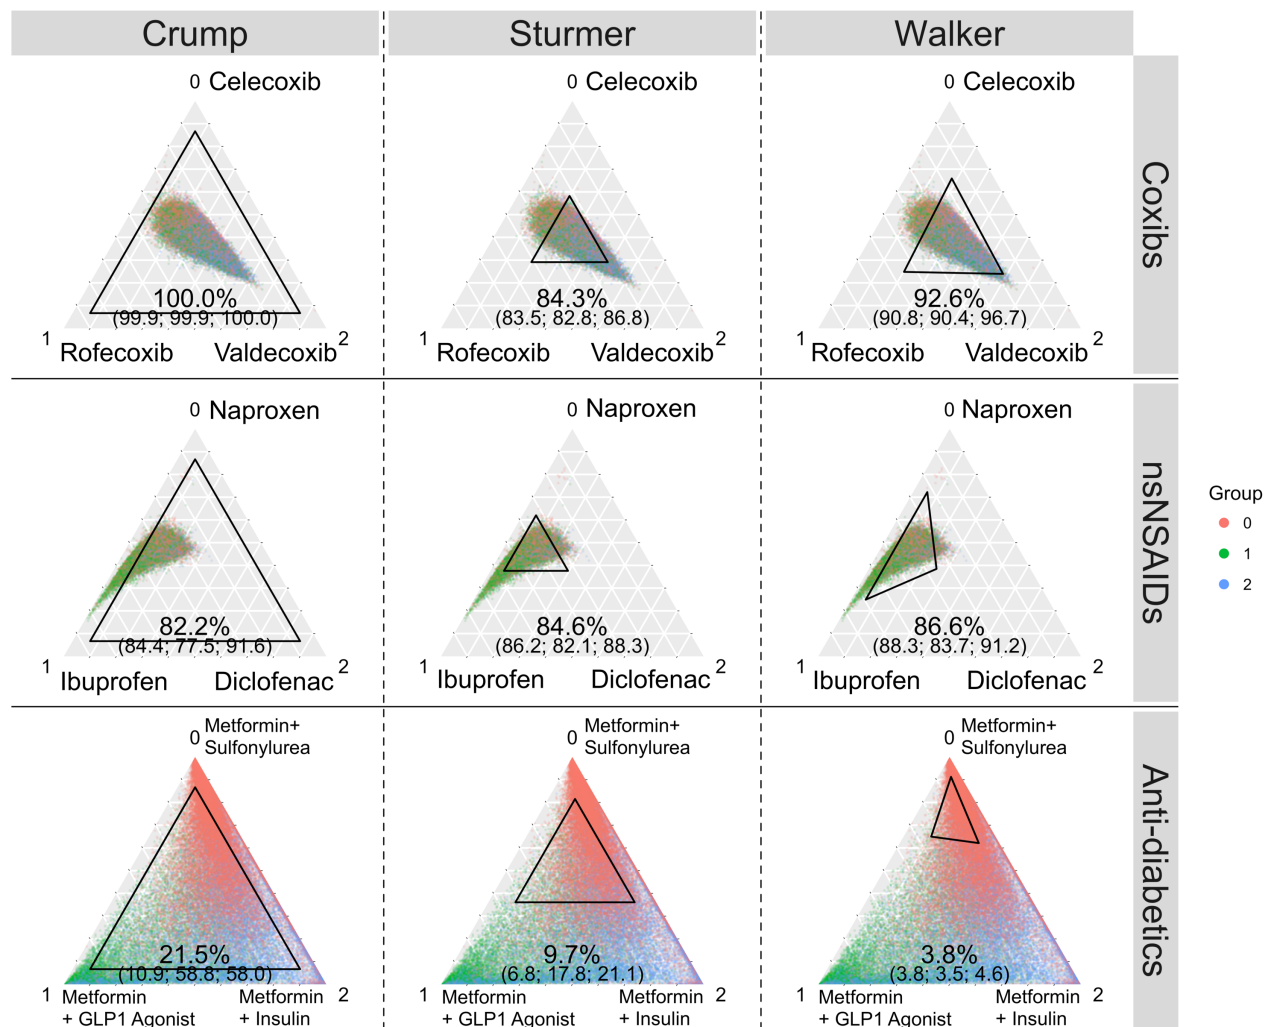 Crump
Sturmer
Walker
0 Celecoxib
0 Celecoxib
0 Celecoxib
Coxibs
100.0%
(99.9; 99.9; 100.0)
84.3%
(83.5; 82.8; 86.8)
92.6%
(90.8; 90.4; 96.7)
1 Rofecoxib Valdecoxib 2
1 Rofecoxib Valdecoxib 2
1 Rofecoxib Valdecoxib 2
0 Naproxen
0 Naproxen
0 Naproxen
nsNSAIDs
82.2%
(84.4; 77.5; 91.6)
84.6%
(86.2; 82.1; 88.3)
86.6%
(88.3; 83.7; 91.2)
1 Ibuprofen Diclofenac 2
1 Ibuprofen Diclofenac 2
1 Ibuprofen Diclofenac 2
Group
0
1
2
0 Metformin+
Sulfonylurea
0 Metformin+
Sulfonylurea
0 Metformin+
Sulfonylurea
Anti-diabetics
21.5%
(10.9; 58.8; 58.0)
9.7%
(6.8; 17.8; 21.1)
3.8%
(3.8; 3.5; 4.6)
1 Metformin Metformin 2
+ GLP1 Agonist + Insulin
1 Metformin Metformin 2
+ GLP1 Agonist + Insulin
1 Metformin Metformin 2
+ GLP1 Agonist + Insulin